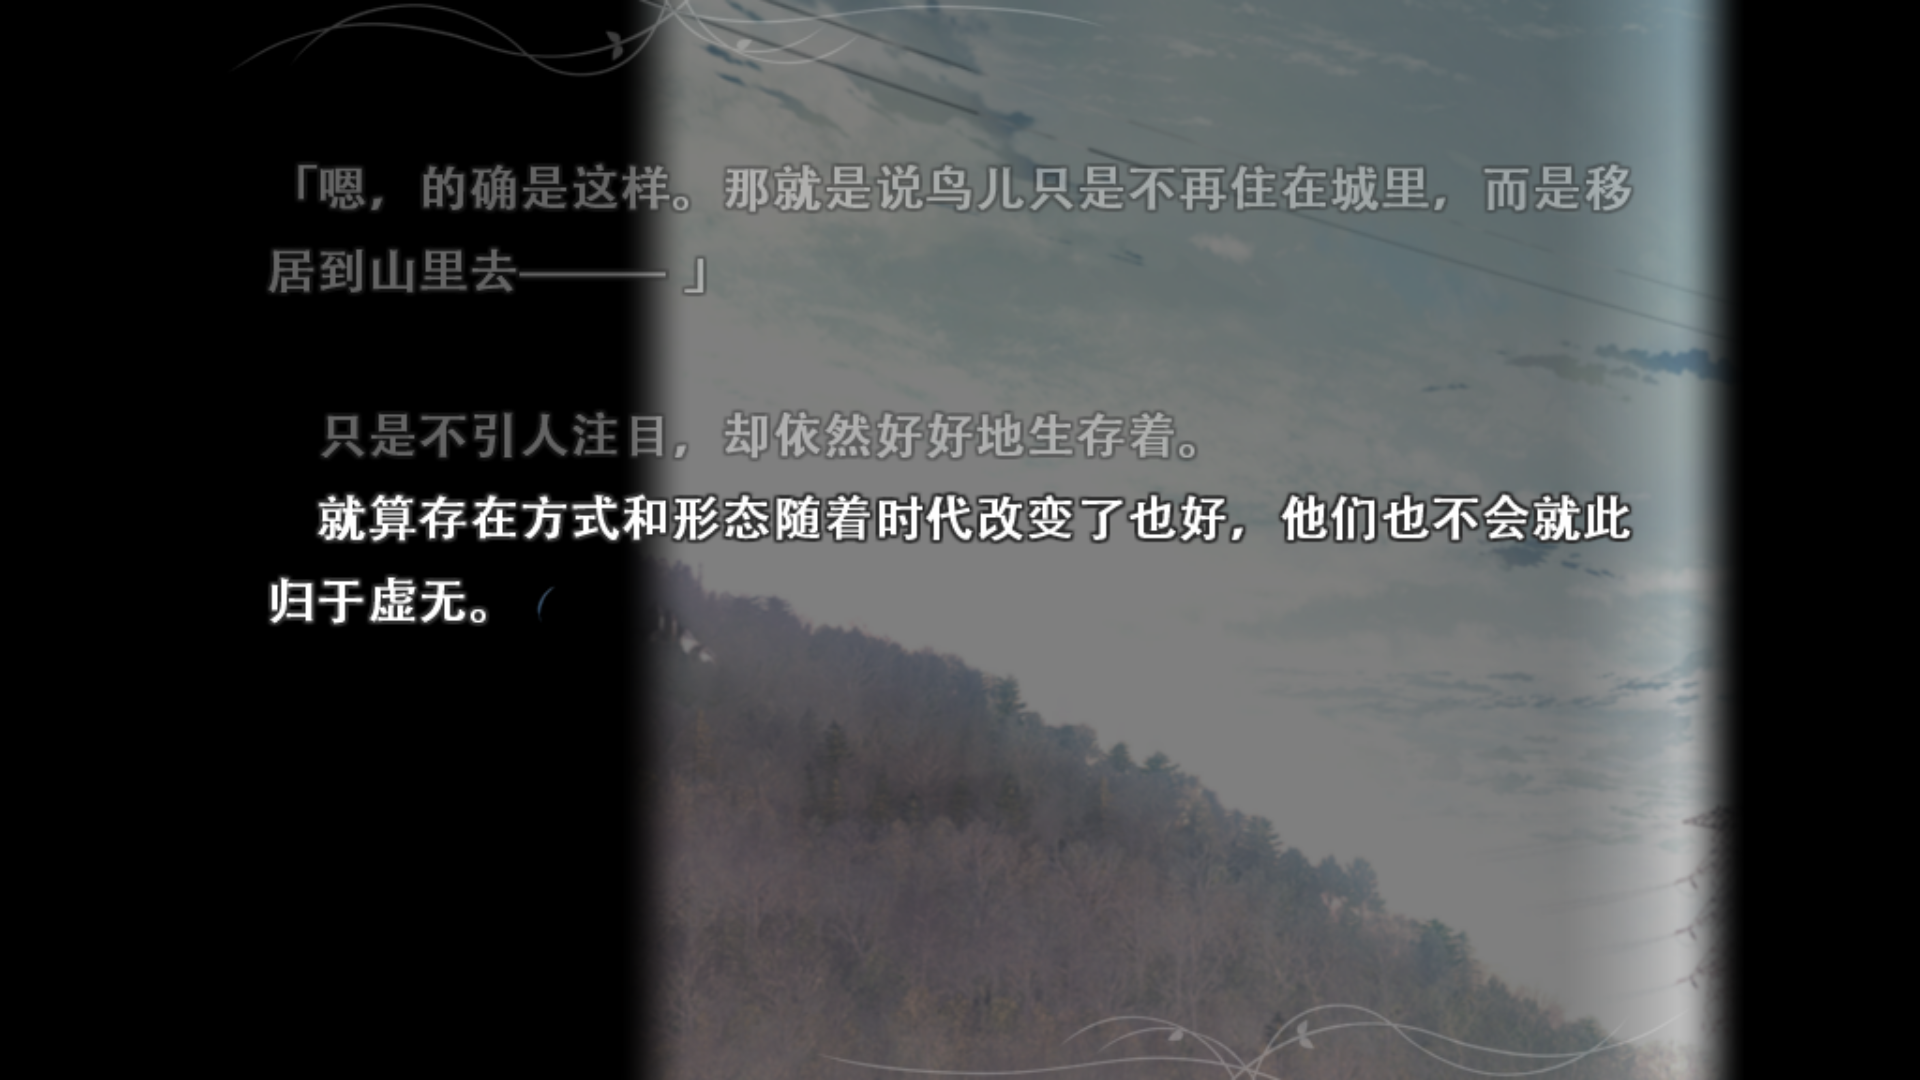 「嗯，的确是这样。那就是说鸟儿只是不再住在城里，而是移
居到山里去———」
只是不引人注目，却依然好好地生存着。
就算存在方式和形态随着时代改变了也好，他们也不会就此
归于虚无。